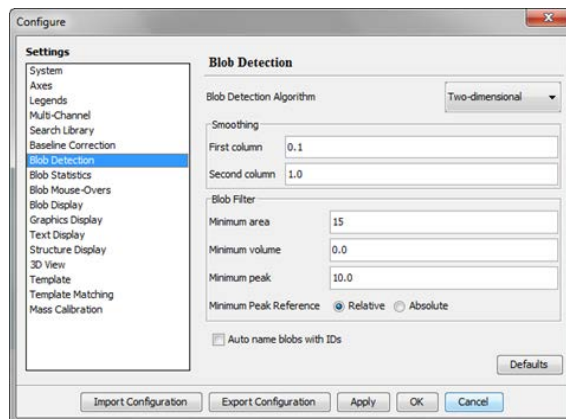 Configure
Settings
System
Axes
Legends
Multi-Channel
Search Library
Baseline Correction
Blob Detection
Blob Statistics
Blob Mouse-Overs
Blob Display
Graphics Display
Text Display
Structure Display
3D View
Template
Template Matching
Mass Calibration
Blob Detection
Blob Detection Algorithm Two-dimensional
Smoothing
First column 0.1
Second column 1.0
Blob Filter
Minimum area 15
Minimum volume 0.0
Minimum peak 10.0
Minimum Peak Reference Relative Absolute
Auto name blobs with IDs
Defaults
Import Configuration Export Configuration Apply OK Cancel